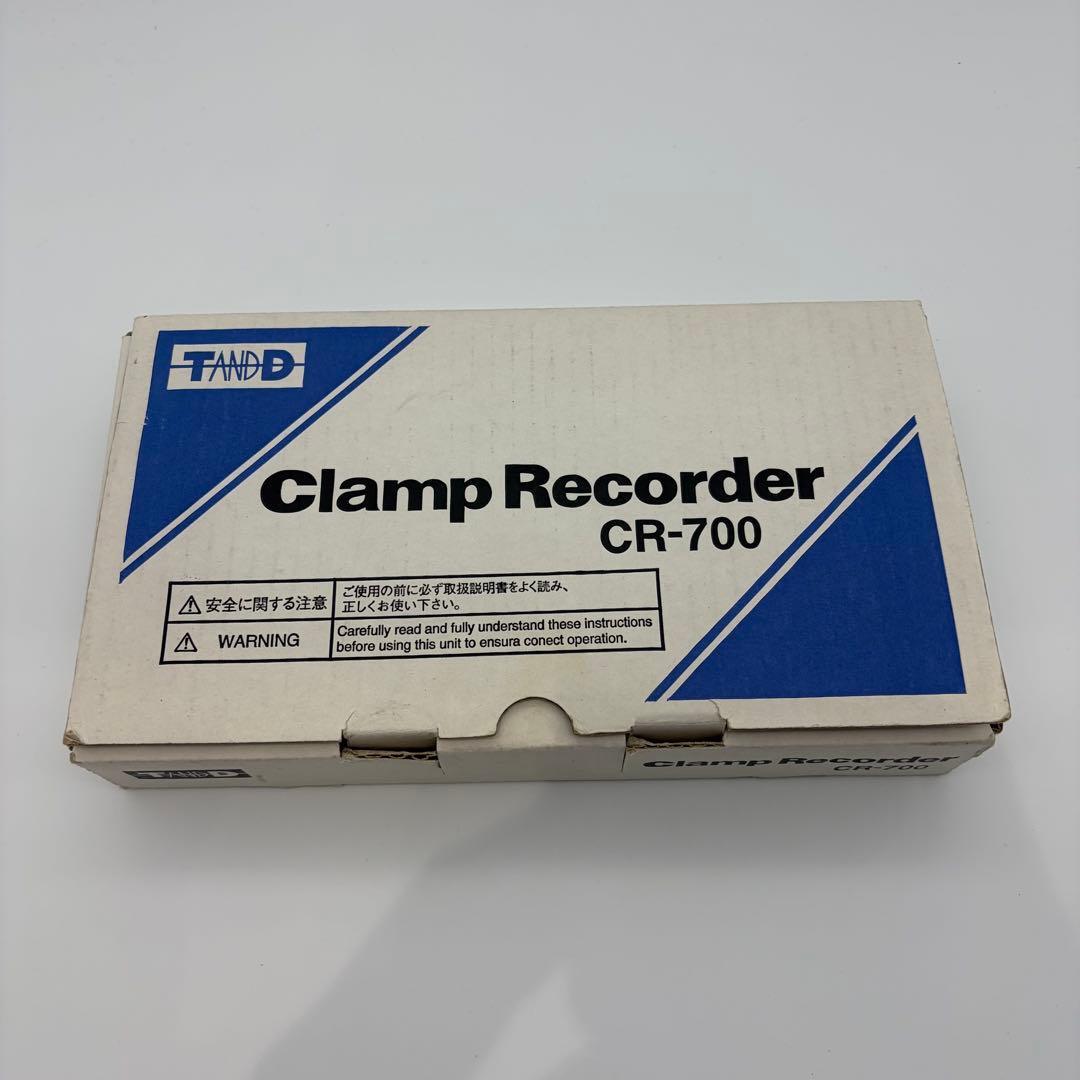 TANDD
Clamp Recorder
CR-700
⚠ 安全に関する注意
ご使用の前に必ず取扱説明書をよく読み、
正しくお使い下さい。
⚠ WARNING
Carefully read and fully understand these instructions
before using this unit to ensura conect operation.
TANDD
Clamp Recorder
CR-700